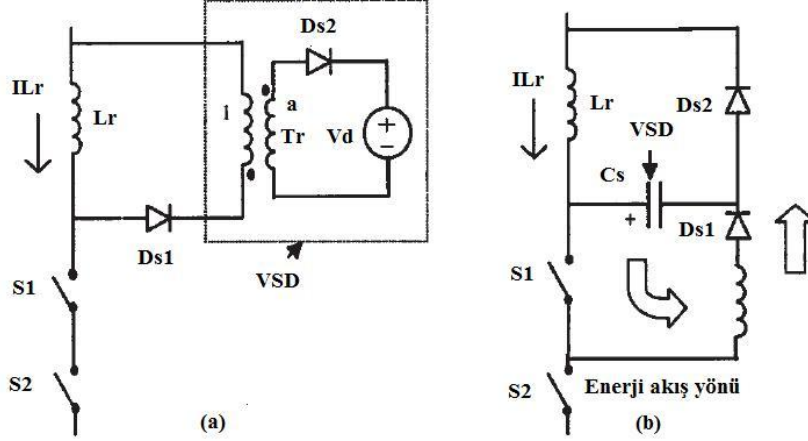 Ds2
ILr
Lr
i
a
Tr
Vd
+
−
Ds1
VSD
S1
S2
(a)
ILr
Lr
Ds2
VSD
Cs
+
Ds1
S1
S2
Enerji akış yönü
(b)